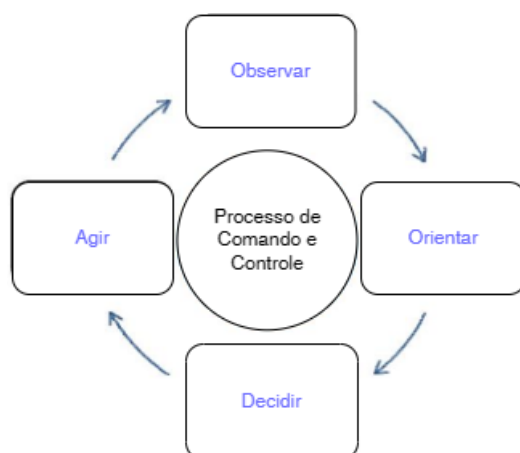 Observar
Processo de
Comando e
Controle
Agir
Orientar
Decidir